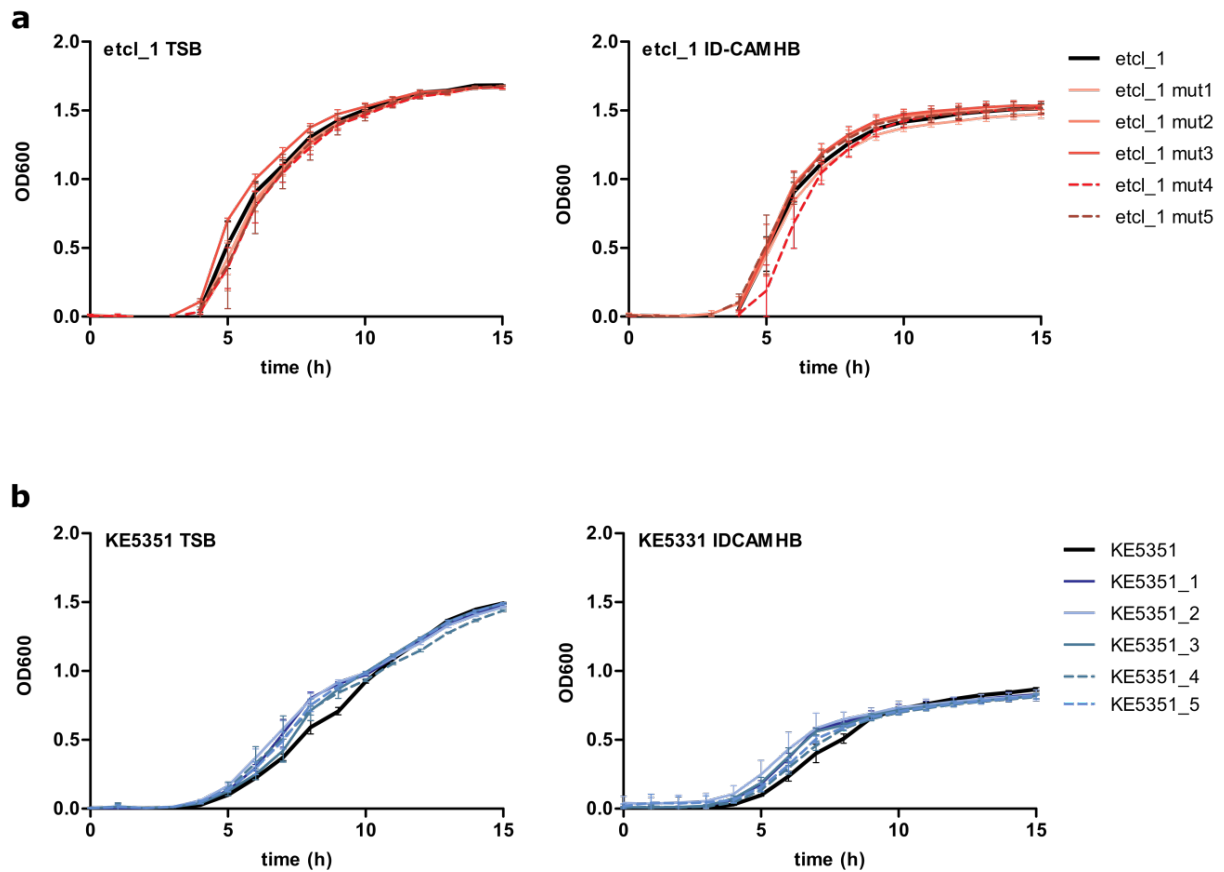 a
etcl_1 TSB
OD600
2.0
1.5
1.0
0.5
0.0
0 5 10 15
time (h)
etcl_1 ID-CAMHB
OD600
2.0
1.5
1.0
0.5
0.0
0 5 10 15
time (h)
etcl_1
etcl_1 mut1
etcl_1 mut2
etcl_1 mut3
etcl_1 mut4
etcl_1 mut5
b
KE5351 TSB
OD600
2.0
1.5
1.0
0.5
0.0
0 5 10 15
time (h)
KE5331 IDCAMHB
OD600
2.0
1.5
1.0
0.5
0.0
0 5 10 15
time (h)
KE5351
KE5351_1
KE5351_2
KE5351_3
KE5351_4
KE5351_5